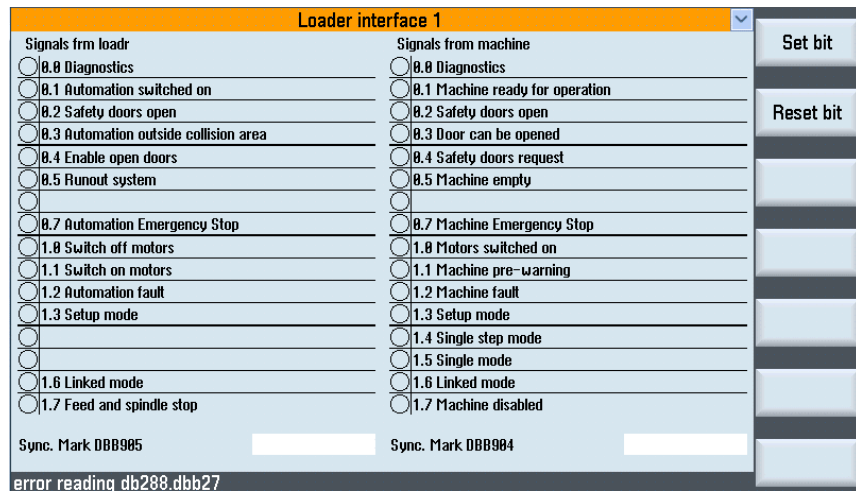 Loader interface 1
Signals frm loadr
0.0 Diagnostics
0.1 Automation switched on
0.2 Safety doors open
0.3 Automation outside collision area
0.4 Enable open doors
0.5 Runout system
0.7 Automation Emergency Stop
1.0 Switch off motors
1.1 Switch on motors
1.2 Automation fault
1.3 Setup mode
1.6 Linked mode
1.7 Feed and spindle stop
Sync. Mark DBB905
Signals from machine
0.0 Diagnostics
0.1 Machine ready for operation
0.2 Safety doors open
0.3 Door can be opened
0.4 Safety doors request
0.5 Machine empty
0.7 Machine Emergency Stop
1.0 Motors switched on
1.1 Machine pre-warning
1.2 Machine fault
1.3 Setup mode
1.4 Single step mode
1.5 Single mode
1.6 Linked mode
1.7 Machine disabled
Sync. Mark DBB904
Set bit
Reset bit
error reading db288.dbb27